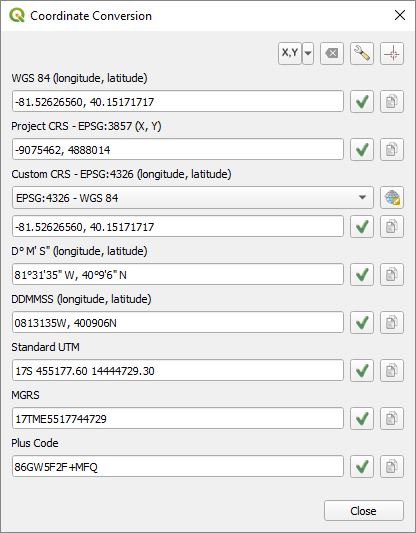 Coordinate Conversion
X,Y
WGS 84 (longitude, latitude)
-81.52626560, 40.15171717
Project CRS - EPSG:3857 (X, Y)
-9075462, 4888014
Custom CRS - EPSG:4326 (longitude, latitude)
EPSG:4326 - WGS 84
-81.52626560, 40.15171717
D° M' S" (longitude, latitude)
81°31'35" W, 40°9'6" N
DDMMSS (longitude, latitude)
0813135W, 400906N
Standard UTM
17S 455177.60 14444729.30
MGRS
17TME5517744729
Plus Code
86GW5F2F+MFQ
Close